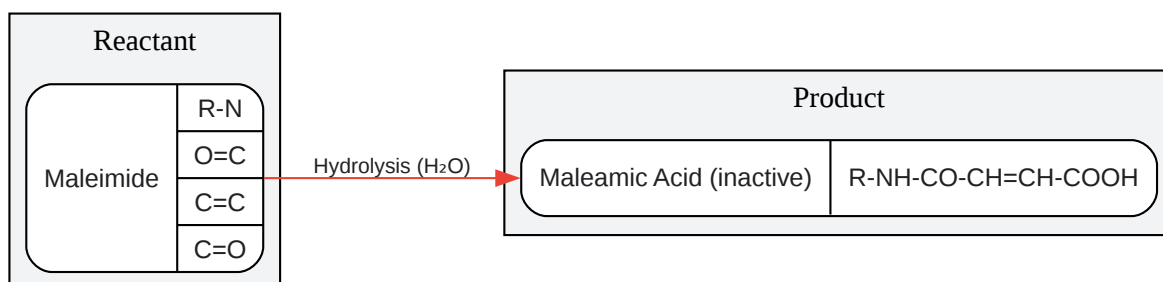 Reactant
Maleimide
R-N
O=C
C=C
C=O
Hydrolysis (H₂O)
Product
Maleamic Acid (inactive)
R-NH-CO-CH=CH-COOH